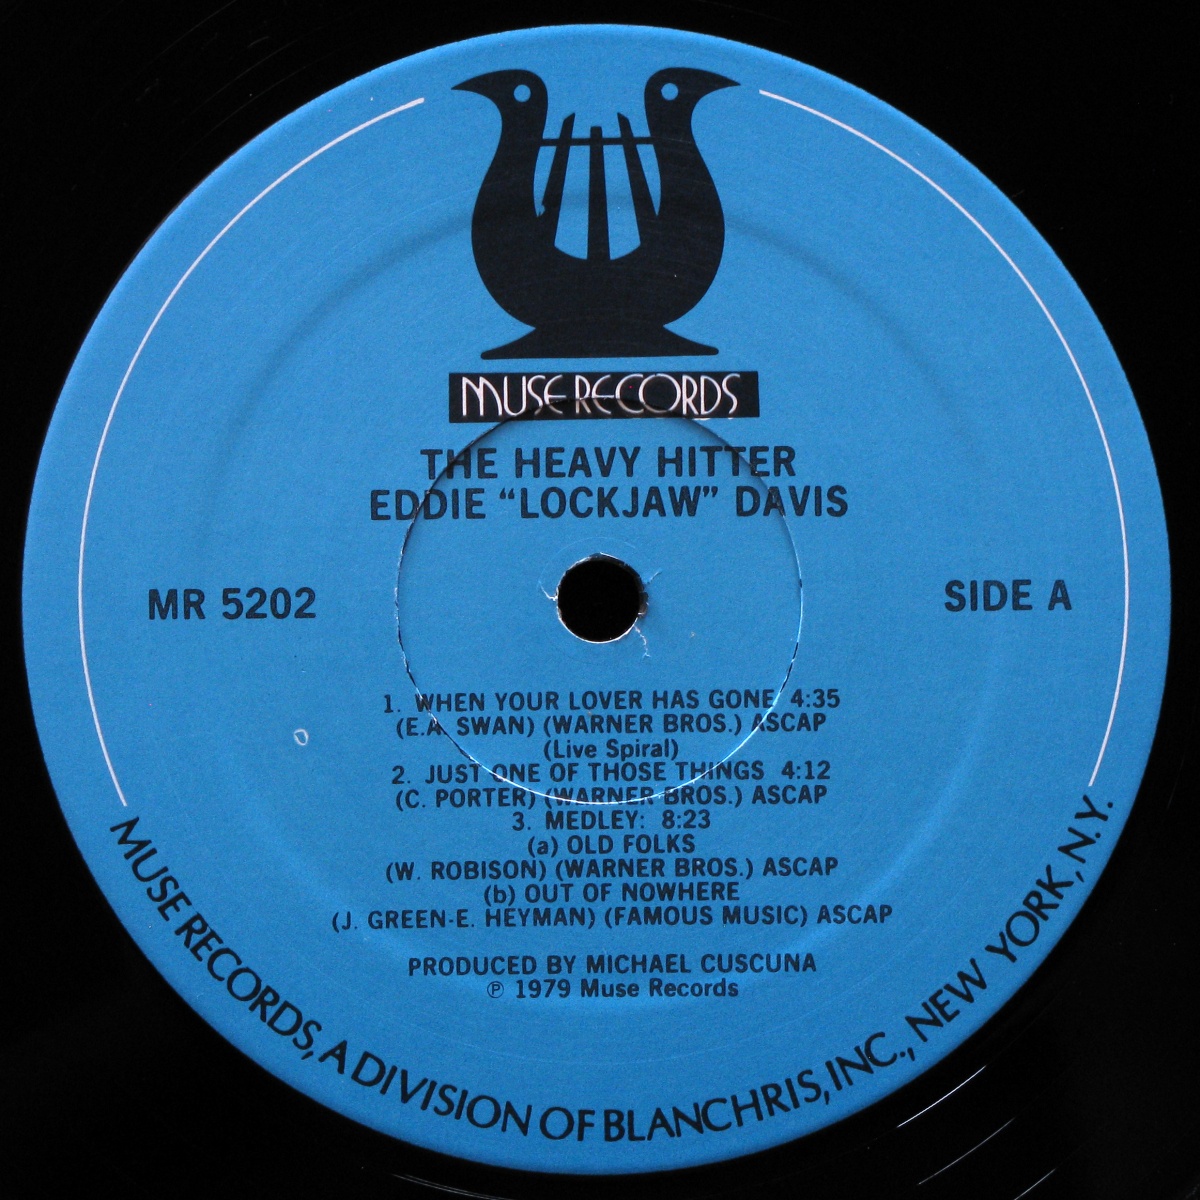 MUSE RECORDS
THE HEAVY HITTER
EDDIE “LOCKJAW” DAVIS
MR 5202
SIDE A
1. WHEN YOUR LOVER HAS GONE 4:35
(E.A. SWAN) (WARNER BROS.) ASCAP
(Live Spiral)
2. JUST ONE OF THOSE THINGS 4:12
(C. PORTER) (WARNER BROS.) ASCAP
3. MEDLEY: 8:23
(a) OLD FOLKS
(W. ROBISON) (WARNER BROS.) ASCAP
(b) OUT OF NOWHERE
(J. GREEN-E. HEYMAN) (FAMOUS MUSIC) ASCAP
PRODUCED BY MICHAEL CUSCUNA
℗ 1979 Muse Records
MUSE RECORDS, A DIVISION OF BLANCHRIS, INC., NEW YORK, N.Y.